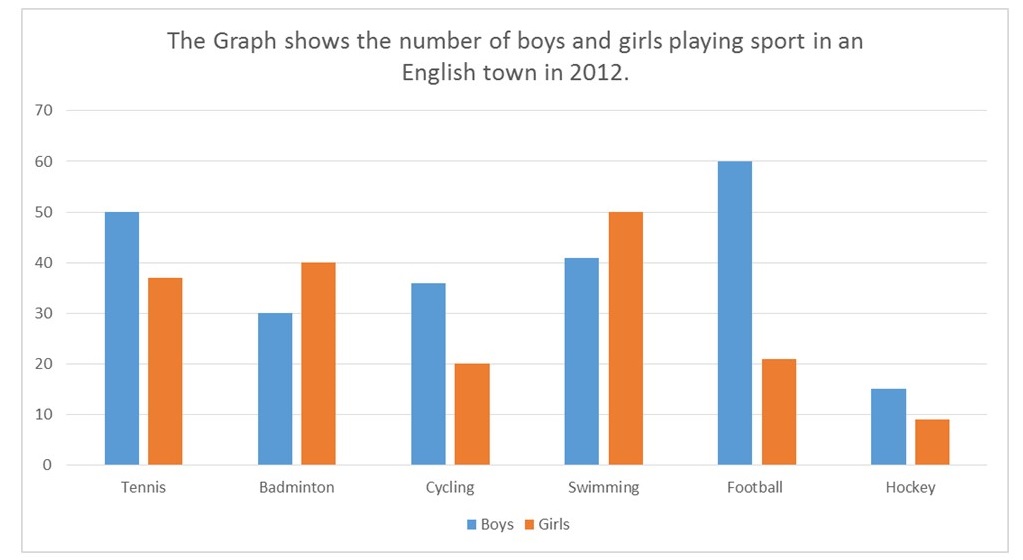 The Graph shows the number of boys and girls playing sport in an
English town in 2012.
70
60
50
40
30
20
10
0
Tennis Badminton Cycling Swimming Football Hockey
Boys Girls